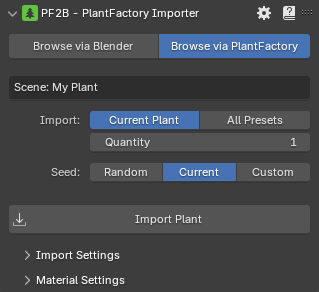 PF2B - PlantFactory Importer
Browse via Blender Browse via PlantFactory
Scene: My Plant
Import: Current Plant All Presets
Quantity 1
Seed: Random Current Custom
Import Plant
Import Settings
Material Settings